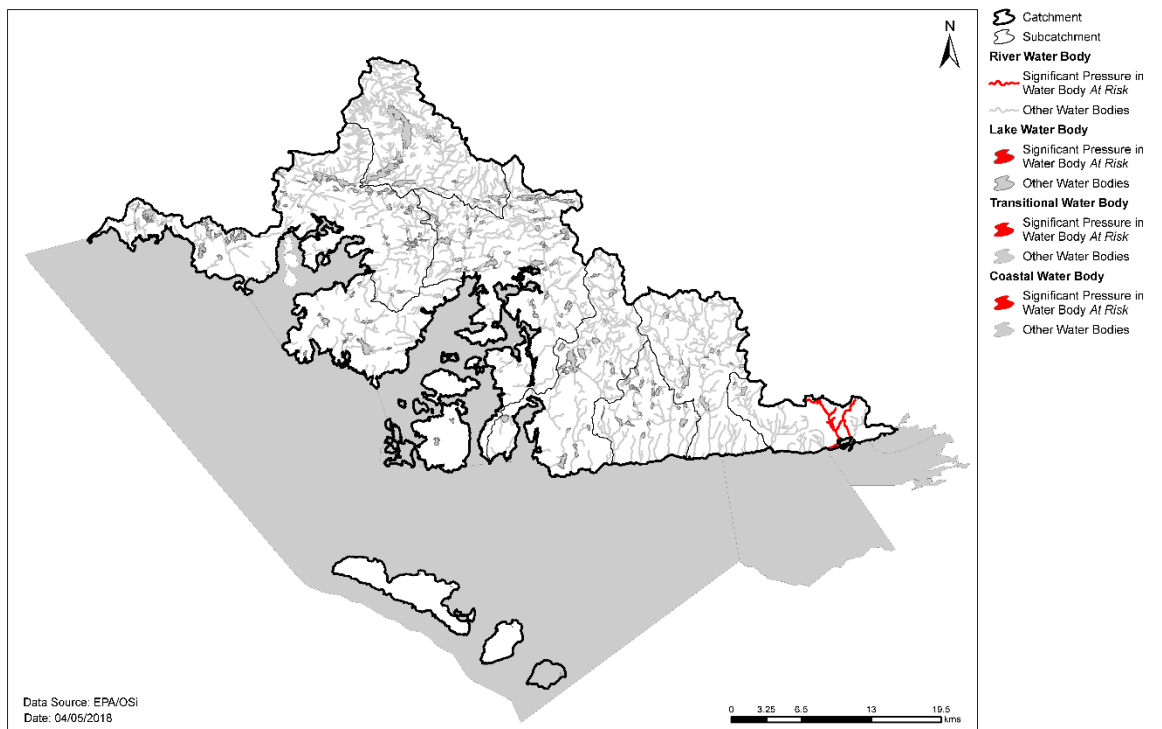 N
Catchment
Subcatchment
River Water Body
Significant Pressure in
Water Body At Risk
Other Water Bodies
Lake Water Body
Significant Pressure in
Water Body At Risk
Other Water Bodies
Transitional Water Body
Significant Pressure in
Water Body At Risk
Other Water Bodies
Coastal Water Body
Significant Pressure in
Water Body At Risk
Other Water Bodies
Data Source: EPA/OSi
Date: 04/05/2018
0 3.25 6.5 13 19.5
kms